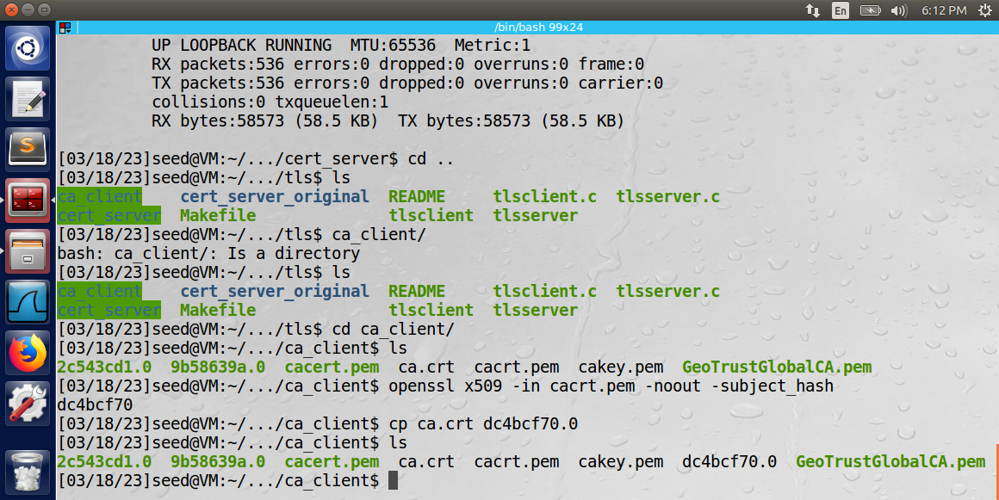 En 6:12 PM
/bin/bash 99x24
UP LOOPBACK RUNNING  MTU:65536  Metric:1
RX packets:536 errors:0 dropped:0 overruns:0 frame:0
TX packets:536 errors:0 dropped:0 overruns:0 carrier:0
collisions:0 txqueuelen:1
RX bytes:58573 (58.5 KB)  TX bytes:58573 (58.5 KB)
[03/18/23]seed@VM:~/.../cert_server$ cd ..
[03/18/23]seed@VM:~/.../tls$ ls
ca_client    cert_server_original  README     tlsclient.c  tlsserver.c
cert_server  Makefile              tlsclient  tlsserver
[03/18/23]seed@VM:~/.../tls$ ca_client/
bash: ca_client/: Is a directory
[03/18/23]seed@VM:~/.../tls$ ls
ca_client    cert_server_original  README     tlsclient.c  tlsserver.c
cert_server  Makefile              tlsclient  tlsserver
[03/18/23]seed@VM:~/.../tls$ cd ca_client/
[03/18/23]seed@VM:~/.../ca_client$ ls
2c543cd1.0  9b58639a.0  cacert.pem  ca.crt  cacrt.pem  cakey.pem  GeoTrustGlobalCA.pem
[03/18/23]seed@VM:~/.../ca_client$ openssl x509 -in cacrt.pem -noout -subject_hash
dc4bcf70
[03/18/23]seed@VM:~/.../ca_client$ cp ca.crt dc4bcf70.0
[03/18/23]seed@VM:~/.../ca_client$ ls
2c543cd1.0  9b58639a.0  cacert.pem  ca.crt  cacrt.pem  cakey.pem  dc4bcf70.0  GeoTrustGlobalCA.pem
[03/18/23]seed@VM:~/.../ca_client$